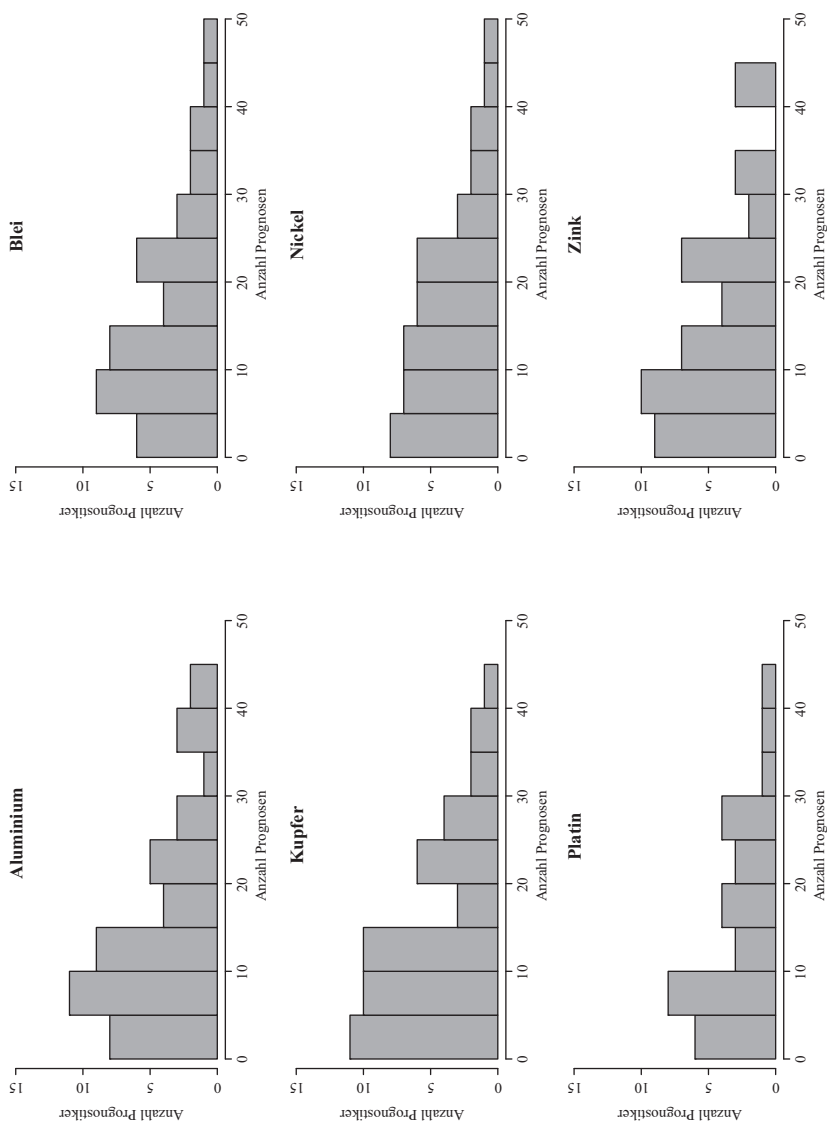 Aluminium
Anzahl Prognostiker
0 5 10 15
0 10 20 30 40 50
Anzahl Prognosen
Blei
Anzahl Prognostiker
0 5 10 15
0 10 20 30 40 50
Anzahl Prognosen
Kupfer
Anzahl Prognostiker
0 5 10 15
0 10 20 30 40 50
Anzahl Prognosen
Nickel
Anzahl Prognostiker
0 5 10 15
0 10 20 30 40 50
Anzahl Prognosen
Platin
Anzahl Prognostiker
0 5 10 15
0 10 20 30 40 50
Anzahl Prognosen
Zink
Anzahl Prognostiker
0 5 10 15
0 10 20 30 40 50
Anzahl Prognosen